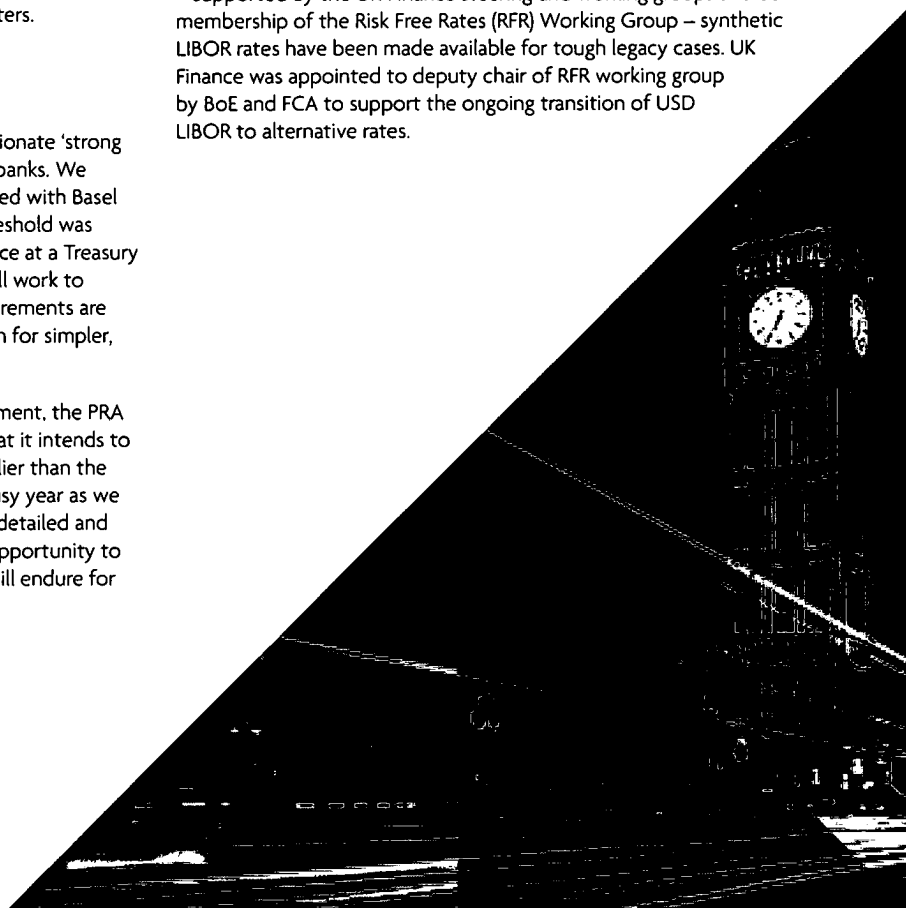 ters.
ionate ‘strong
banks. We
ed with Basel
eshold was
ce at a Treasury
ll work to
rements are
n for simpler,
ment, the PRA
at it intends to
lier than the
sy year as we
detailed and
pportunity to
ill endure for
membership of the Risk Free Rates (RFR) Working Group – synthetic
LIBOR rates have been made available for tough legacy cases. UK
Finance was appointed to deputy chair of RFR working group
by BoE and FCA to support the ongoing transition of USD
LIBOR to alternative rates.